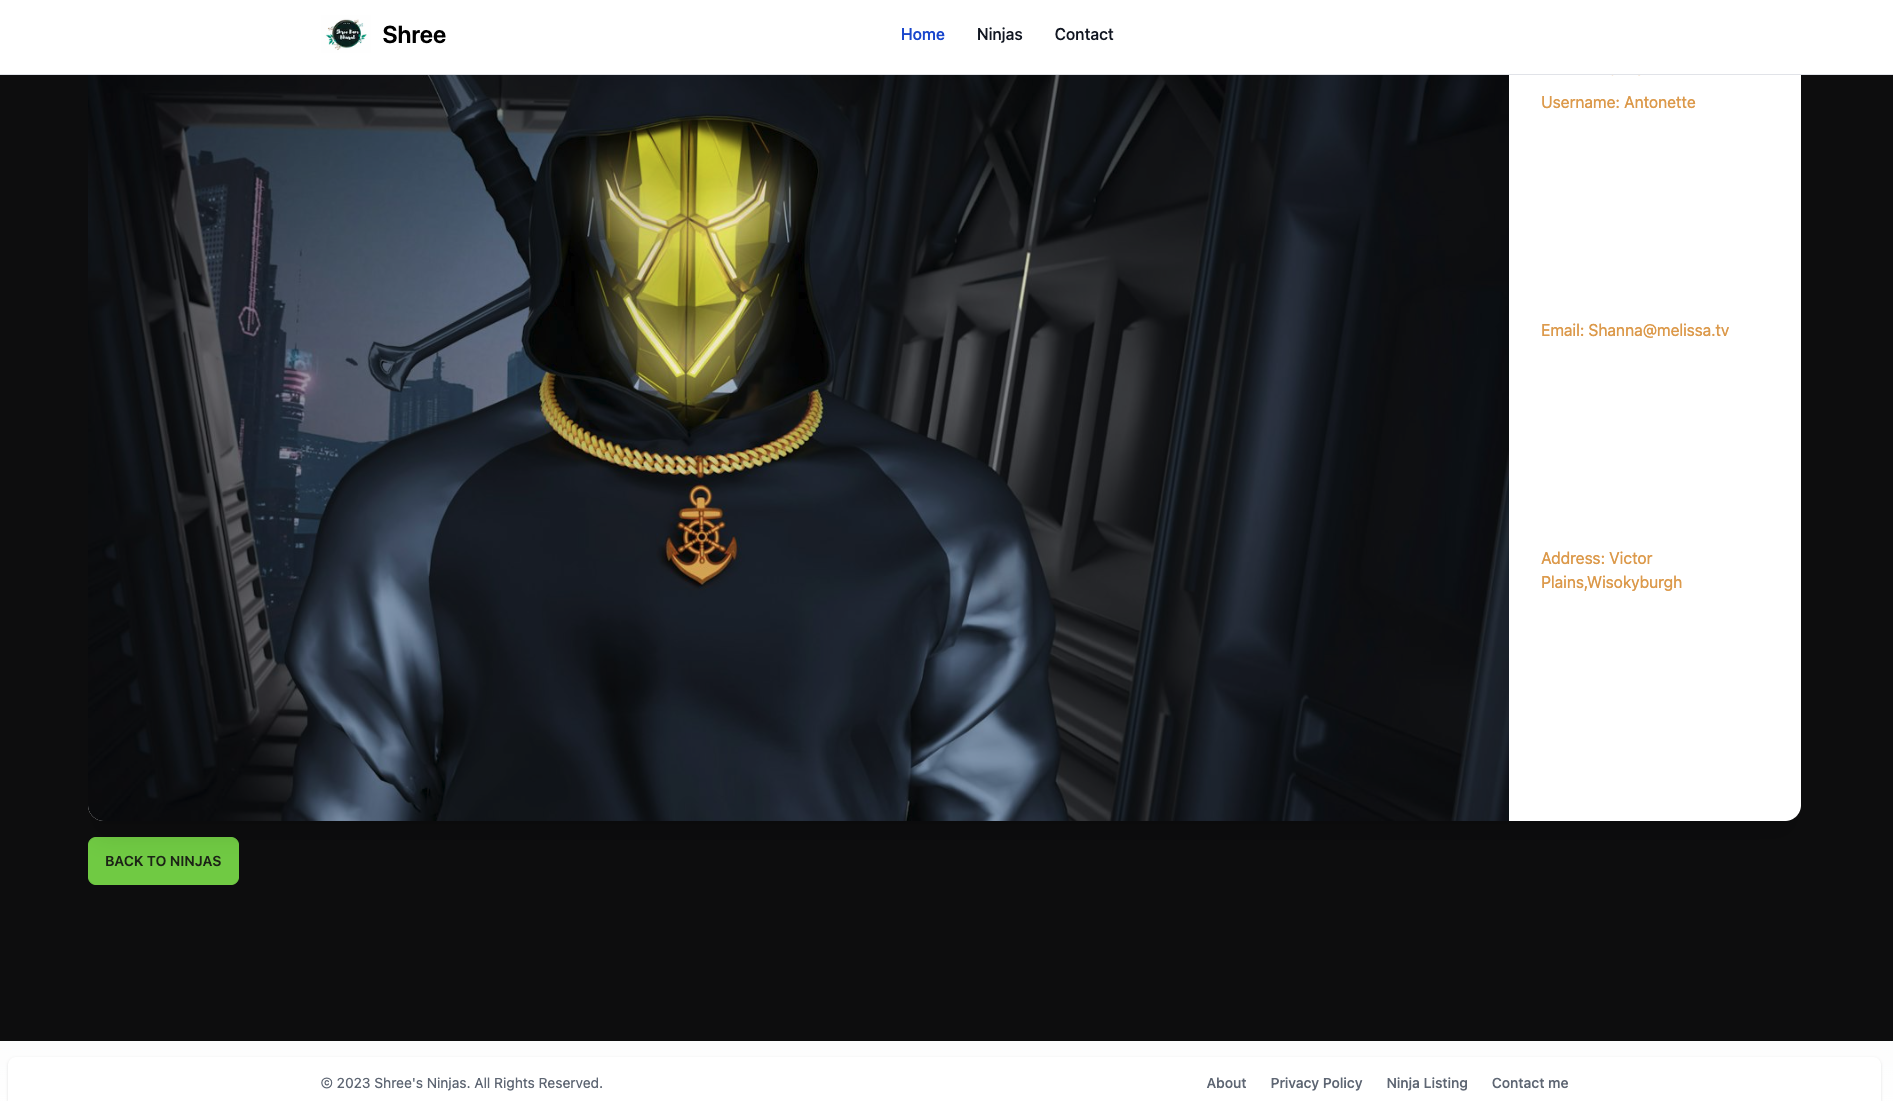 Shree
Home
Ninjas
Contact
Username: Antonette
Email: Shanna@melissa.tv
Address: Victor
Plains,Wisokyburgh
BACK TO NINJAS
© 2023 Shree's Ninjas. All Rights Reserved.
About
Privacy Policy
Ninja Listing
Contact me